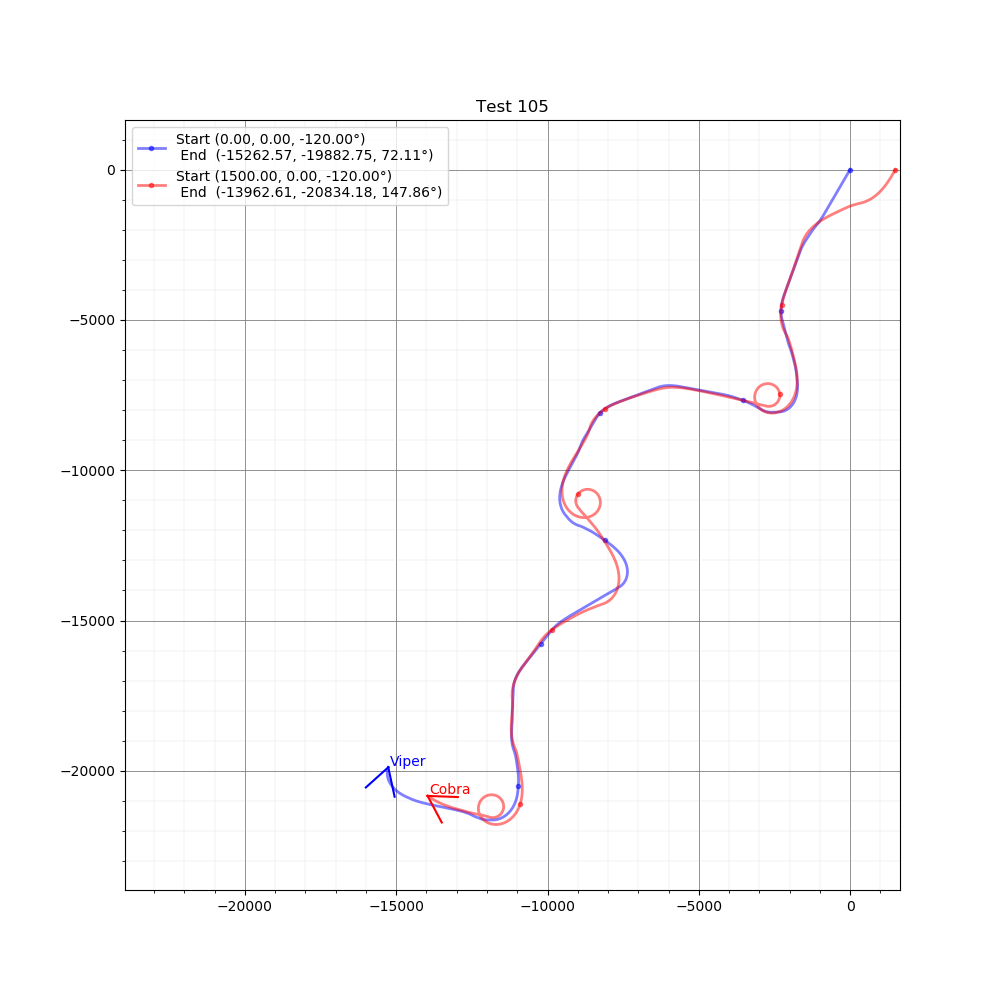 Test 105
Start (0.00, 0.00, -120.00°)
End (-15262.57, -19882.75, 72.11°)
Start (1500.00, 0.00, -120.00°)
End (-13962.61, -20834.18, 147.86°)
0
−5000
−10000
−15000
−20000
Viper
Cobra
−20000 −15000 −10000 −5000 0